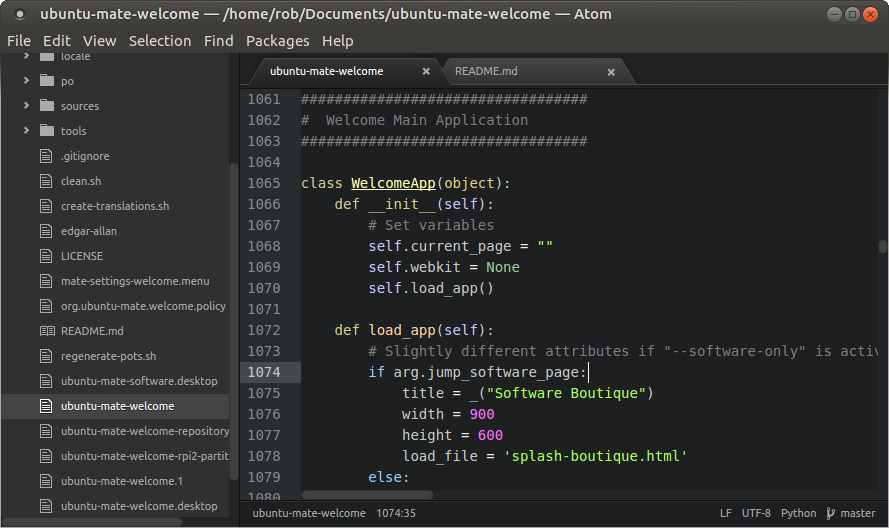 ubuntu-mate-welcome — /home/rob/Documents/ubuntu-mate-welcome — Atom
File Edit View Selection Find Packages Help
locale
po
sources
tools
.gitignore
clean.sh
create-translations.sh
edgar-allan
LICENSE
mate-settings-welcome.menu
org.ubuntu-mate.welcome.policy
README.md
regenerate-pots.sh
ubuntu-mate-software.desktop
ubuntu-mate-welcome
ubuntu-mate-welcome-repository
ubuntu-mate-welcome-rpi2-partit
ubuntu-mate-welcome.1
ubuntu-mate-welcome.desktop
ubuntu-mate-welcome README.md
1061 ##################################
1062 #  Welcome Main Application
1063 ##################################
1064
1065 class WelcomeApp(object):
1066     def __init__(self):
1067         # Set variables
1068         self.current_page = ""
1069         self.webkit = None
1070         self.load_app()
1071
1072     def load_app(self):
1073         # Slightly different attributes if "--software-only" is activ
1074         if arg.jump_software_page:
1075             title = _("Software Boutique")
1076             width = 900
1077             height = 600
1078             load_file = 'splash-boutique.html'
1079         else:
1080
ubuntu-mate-welcome 1074:35 LF UTF-8 Python master